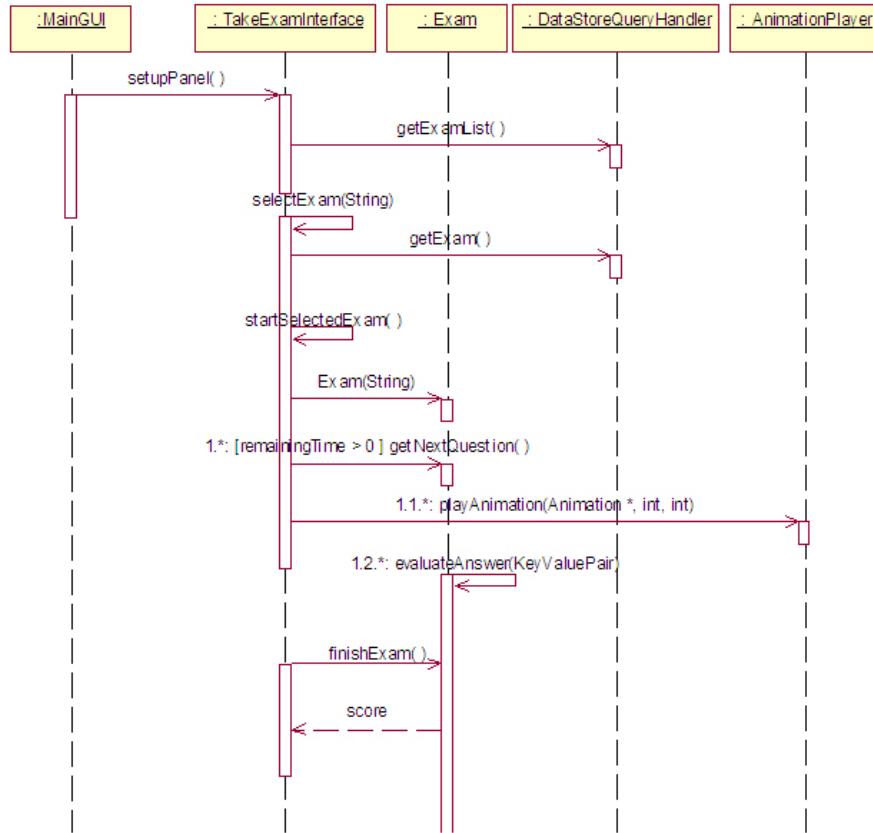 :MainGUI
: TakeExamInterface
: Exam
: DataStoreQueryHandler
: AnimationPlayer
setupPanel( )
getExamList( )
selectExam(String)
getExam( )
startSelectedExam( )
Exam(String)
1.*: [remainingTime > 0 ] getNextQuestion( )
1.1.*: playAnimation(Animation *, int, int)
1.2.*: evaluateAnswer(KeyValuePair)
finishExam( )
score